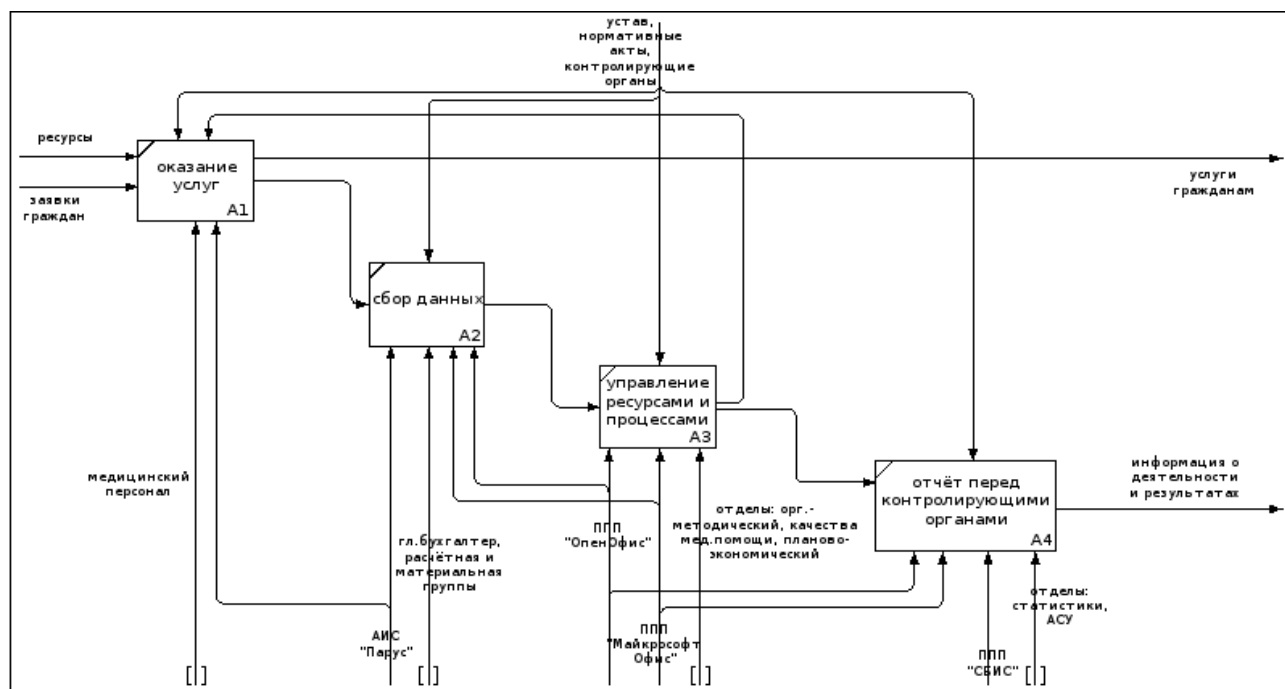 устав,
нормативные
акты,
контролирующие
органы
ресурсы
оказание
услуг
A1
заявки
граждан
услуги
гражданам
сбор данных
A2
управление
ресурсами и
процессами
A3
медицинский
персонал
отчёт перед
контролирующими
органами
A4
информация о
деятельности
и результатах
гл.бухгалтер,
расчётная и
материальная
группы
ППП
"ОпенОфис"
отделы: орг.-
методический, качества
мед.помощи, планово-
экономический
АИС
"Парус"
ППП
"Майкрософт
Офис"
ППП
"СБИС"
отделы:
статистики,
АСУ
[ ]
[ ]
[ ]
[ ]